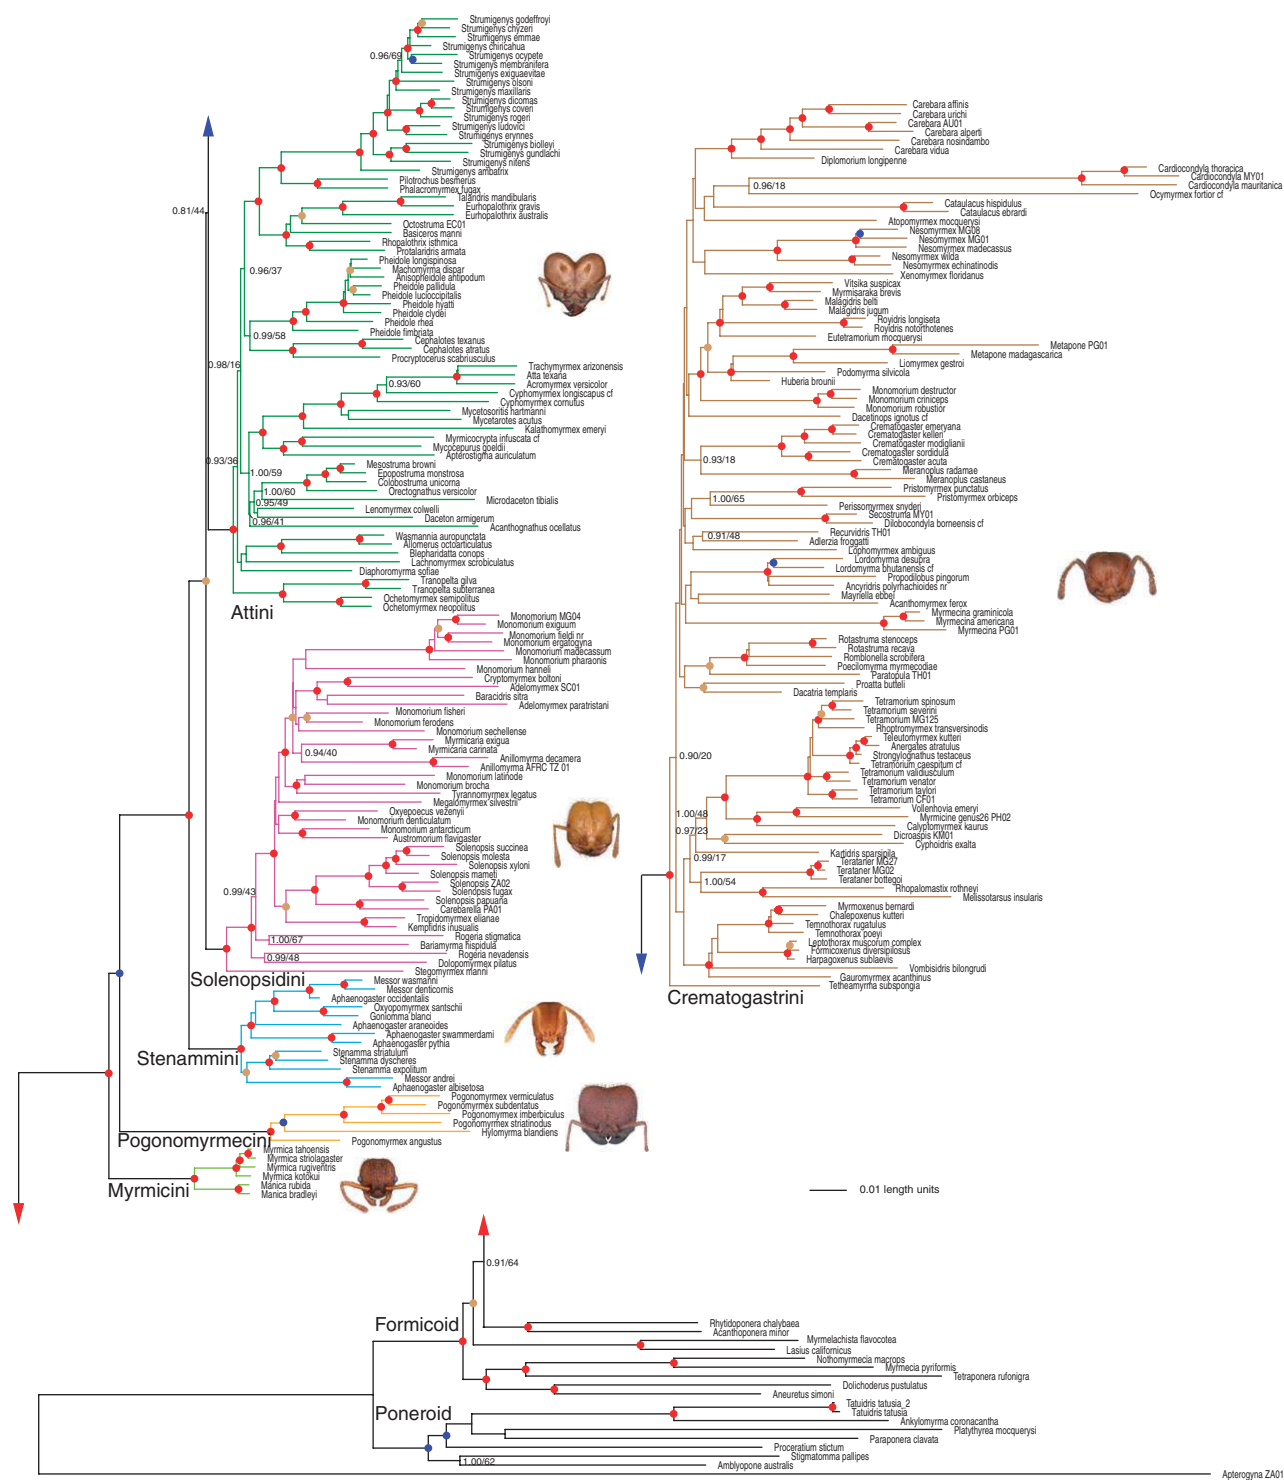 Strumigenys godeffroyi
Strumigenys chyzeri
Strumigenys emmae
Strumigenys chiricahua
0.96/69
Strumigenys ocypete
Strumigenys membranifera
Strumigenys exiguaevitae
Strumigenys olsoni
Strumigenys maxillaris
Strumigenys dicomas
Strumigenys coveri
Strumigenys rogeri
Strumigenys ludovici
Strumigenys erynnes
Strumigenys biolleyi
Strumigenys gundlachi
Strumigenys nitens
Strumigenys ambatrix
Pilotrochus besmerus
Phalacromyrmex fugax
Talaridris mandibularis
Eurhopalothrix gravis
0.81/44
Eurhopalothrix australis
Octostruma EC01
Basiceros manni
Rhopalothrix isthmica
Protalaridris armata
Pheidole longispinosa
0.96/37
Machomyrma dispar
Anisopheidole antipodum
Pheidole pallidula
Pheidole lucioccipitalis
Pheidole hyatti
Pheidole clydei
Pheidole rhea
Pheidole fimbriata
0.99/58
Cephalotes texanus
Cephalotes atratus
Procryptocerus scabriusculus
0.98/16
Trachymyrmex arizonensis
Atta texana
0.93/60
Acromyrmex versicolor
Cyphomyrmex longiscapus cf
Cyphomyrmex cornutus
Mycetosoritis hartmanni
Mycetarotes acutus
Kalathomyrmex emeryi
Myrmicocrypta infuscata cf
Mycocepurus goeldii
Apterostigma auriculatum
0.93/36
Mesostruma browni
1.00/59
Epopostruma monstrosa
Colobostruma unicorna
1.00/60
Orectognathus versicolor
Microdaceton tibialis
0.95/49
Lenomyrmex colwelli
Daceton armigerum
0.96/41
Acanthognathus ocellatus
Wasmannia auropunctata
Allomerus octoarticulatus
Blepharidatta conops
Lachnomyrmex scrobiculatus
Diaphoromyrma sofiae
Tranopelta gilva
Tranopelta subterranea
Ochetomyrmex semipolitus
Ochetomyrmex neopolitus
Attini
Monomorium MG04
Monomorium exiguum
Monomorium fieldi nr
Monomorium ergatogyna
Monomorium madecassum
Monomorium pharaonis
Monomorium hanneli
Cryptomyrmex boltoni
Adelomyrmex SC01
Baracidris sitra
Adelomyrmex paratristani
Monomorium fisheri
Monomorium ferodens
Monomorium sechellense
Myrmicaria exigua
Myrmicaria carinata
0.94/40
Anillomyrma decamera
Anillomyrma AFRC TZ 01
Monomorium latinode
Monomorium brocha
Tyrannomyrmex legatus
Megalomyrmex silvestrii
Oxyepoecus vezenyii
Monomorium denticulatum
Monomorium antarcticum
Austromorium flavigaster
Solenopsis succinea
Solenopsis molesta
Solenopsis xyloni
Solenopsis mameti
Solenopsis ZA02
0.99/43
Solenopsis fugax
Solenopsis papuana
Carebarella PA01
Tropidomyrmex elianae
Kempfidris inusualis
Rogeria stigmatica
1.00/67
Bariamyrma hispidula
Rogeria nevadensis
0.99/48
Dolopomyrmex pilatus
Stegomyrmex manni
Solenopsidini
Messor wasmanni
Messor denticornis
Aphaenogaster occidentalis
Oxyopomyrmex santschii
Goniomma blanci
Aphaenogaster araneoides
Aphaenogaster swammerdami
Aphaenogaster pythia
Stenamma striatulum
Stenamma dyscheres
Stenamma expolitum
Messor andrei
Aphaenogaster albisetosa
Stenammini
Pogonomyrmex vermiculatus
Pogonomyrmex subdentatus
Pogonomyrmex imberbiculus
Pogonomyrmex striatinodus
Hylomyrma blandiens
Pogonomyrmex angustus
Pogonomyrmecini
Myrmica tahoensis
Myrmica striolagaster
Myrmica rugiventris
Myrmica kotokui
Manica rubida
Manica bradleyi
Myrmicini
Carebara affinis
Carebara urichi
Carebara AU01
Carebara alperti
Carebara nosindambo
Carebara vidua
Diplomorium longipenne
Cardiocondyla thoracica
Cardiocondyla MY01
0.96/18
Cardiocondyla mauritanica
Ocymyrmex fortior cf
Cataulacus hispidulus
Cataulacus ebrardi
Atopomyrmex mocquerysi
Nesomyrmex MG08
Nesomyrmex MG01
Nesomyrmex madecassus
Nesomyrmex wilda
Nesomyrmex echinatinodis
Xenomyrmex floridanus
Vitsika suspicax
Myrmisaraka brevis
Malagidris belti
Malagidris jugum
Royidris longiseta
Royidris notorthotenes
Eutetramorium mocquerysi
Metapone PG01
Metapone madagascarica
Liomyrmex gestroi
Podomyrma silvicola
Huberia brounii
Monomorium destructor
Monomorium criniceps
Monomorium robustior
Dacetinops ignotus cf
Crematogaster emeryana
Crematogaster kelleri
Crematogaster modiglianii
Crematogaster sordidula
0.93/18
Crematogaster acuta
Meranoplus radamae
Meranoplus castaneus
Pristomyrmex punctatus
1.00/65
Pristomyrmex orbiceps
Perissomyrmex snyderi
Secostruma MY01
Dilobocondyla borneensis cf
Recurvidris TH01
0.91/48
Adlerzia froggatti
Lophomyrmex ambiguus
Lordomyrma desupra
Lordomyrma bhutanensis cf
Propodilobus pingorum
Ancyridris polyrhachioides nr
Mayriella ebbei
Acanthomyrmex ferox
Myrmecina graminicola
Myrmecina americana
Myrmecina PG01
Rotastruma stenoceps
Rotastruma recava
Romblonella scrobifera
Poecilomyrma myrmecodiae
Paratopula TH01
Proatta butteli
Dacatria templaris
Tetramorium spinosum
Tetramorium severini
Tetramorium MG125
Rhoptromyrmex transversinodis
Teleutomyrmex kutteri
Anergates atratulus
Strongylognathus testaceus
0.90/20
Tetramorium caespitum cf
Tetramorium validiusculum
Tetramorium venator
Tetramorium taylori
Tetramorium CF01
Vollenhovia emeryi
1.00/48
Myrmicine genus26 PH02
Calyptomyrmex kaurus
0.97/23
Dicroaspis KM01
Cyphoidris exalta
Kartidris sparsipila
0.99/17
Terataner MG27
Terataner MG02
Terataner bottegoi
1.00/54
Rhopalomastix rothneyi
Melissotarsus insularis
Myrmoxenus bernardi
Chalepoxenus kutteri
Temnothorax rugatulus
Temnothorax poeyi
Leptothorax muscorum complex
Formicoxenus diversipilosus
Harpagoxenus sublaevis
Vombisidris bilongrudi
Gauromyrmex acanthinus
Tetheamyrma subspongia
Crematogastrini
0.01 length units
0.91/64
Formicoid
Rhytidoponera chalybaea
Acanthoponera minor
Myrmelachista flavocotea
Lasius californicus
Nothomyrmecia macrops
Myrmecia pyriformis
Tetraponera rufonigra
Dolichoderus pustulatus
Aneuretus simoni
Poneroid
Tatuidris tatusia_2
Tatuidris tatusia
Ankylomyrma coronacantha
Platythyrea mocquerysi
Paraponera clavata
Proceratium stictum
Stigmatomma pallipes
1.00/62
Amblyopone australis
Apterogyna ZA01